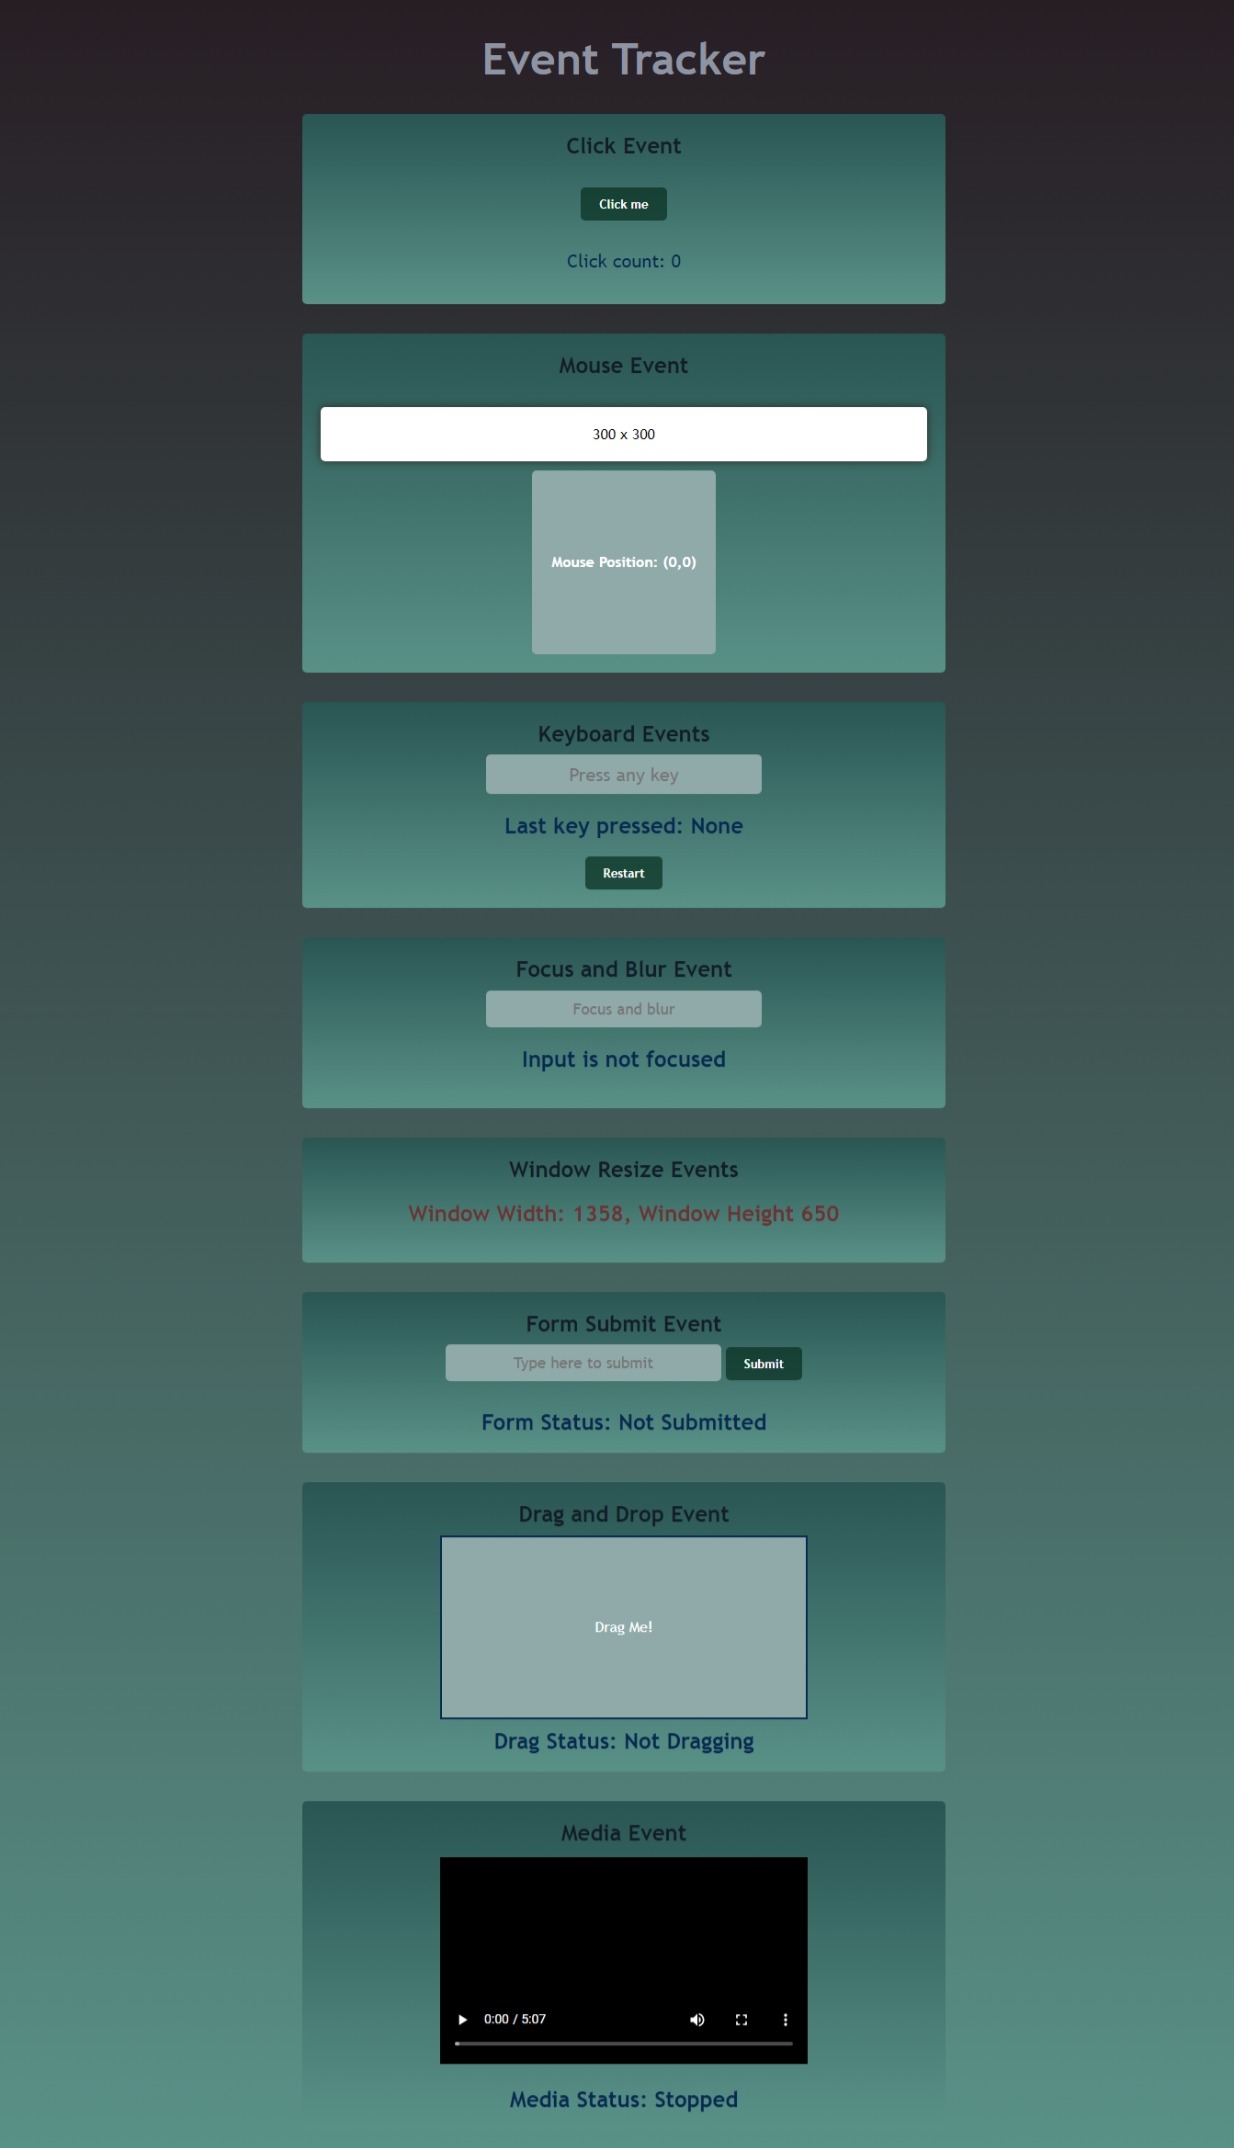 Event Tracker
Click Event
Click me
Click count: 0
Mouse Event
300 x 300
Mouse Position: (0,0)
Keyboard Events
Press any key
Last key pressed: None
Restart
Focus and Blur Event
Focus and blur
Input is not focused
Window Resize Events
Window Width: 1358, Window Height 650
Form Submit Event
Type here to submit Submit
Form Status: Not Submitted
Drag and Drop Event
Drag Me!
Drag Status: Not Dragging
Media Event
0:00 / 5:07
Media Status: Stopped